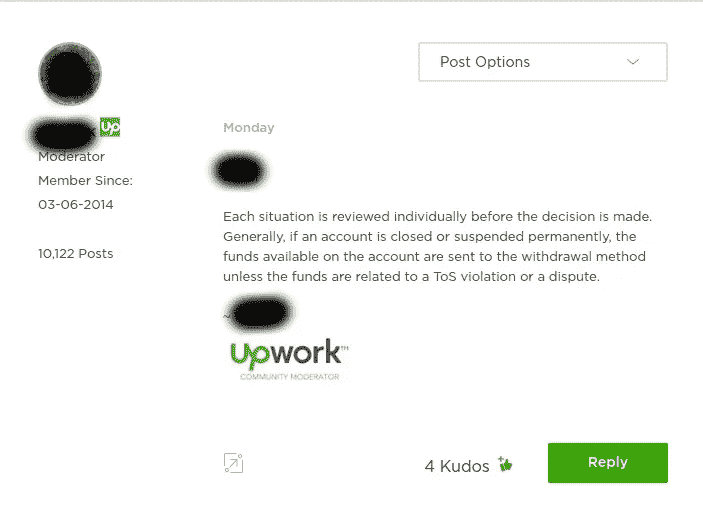 Post Options
up
Monday
Moderator
Member Since:
03-06-2014
10,122 Posts
Each situation is reviewed individually before the decision is made.
Generally, if an account is closed or suspended permanently, the
funds available on the account are sent to the withdrawal method
unless the funds are related to a ToS violation or a dispute.
~
upwork™
COMMUNITY MODERATOR
4 Kudos
Reply